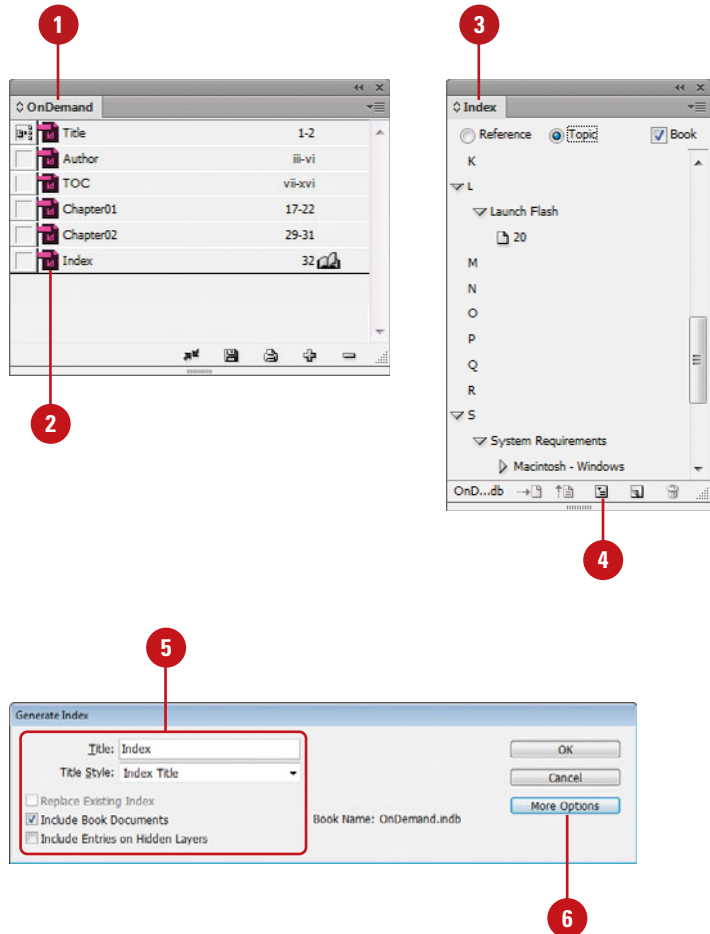 1
OnDemand
Title 1-2
Author iii-vi
TOC vii-xvi
Chapter01 17-22
Chapter02 29-31
Index 32
2
3
Index
Reference Topic Book
K
L
Launch Flash
20
M
N
O
P
Q
R
S
System Requirements
Macintosh - Windows
OnD...db
4
5
Generate Index
Title: Index
Title Style: Index Title
Replace Existing Index
Include Book Documents
Include Entries on Hidden Layers
Book Name: OnDemand.indb
OK
Cancel
More Options
6